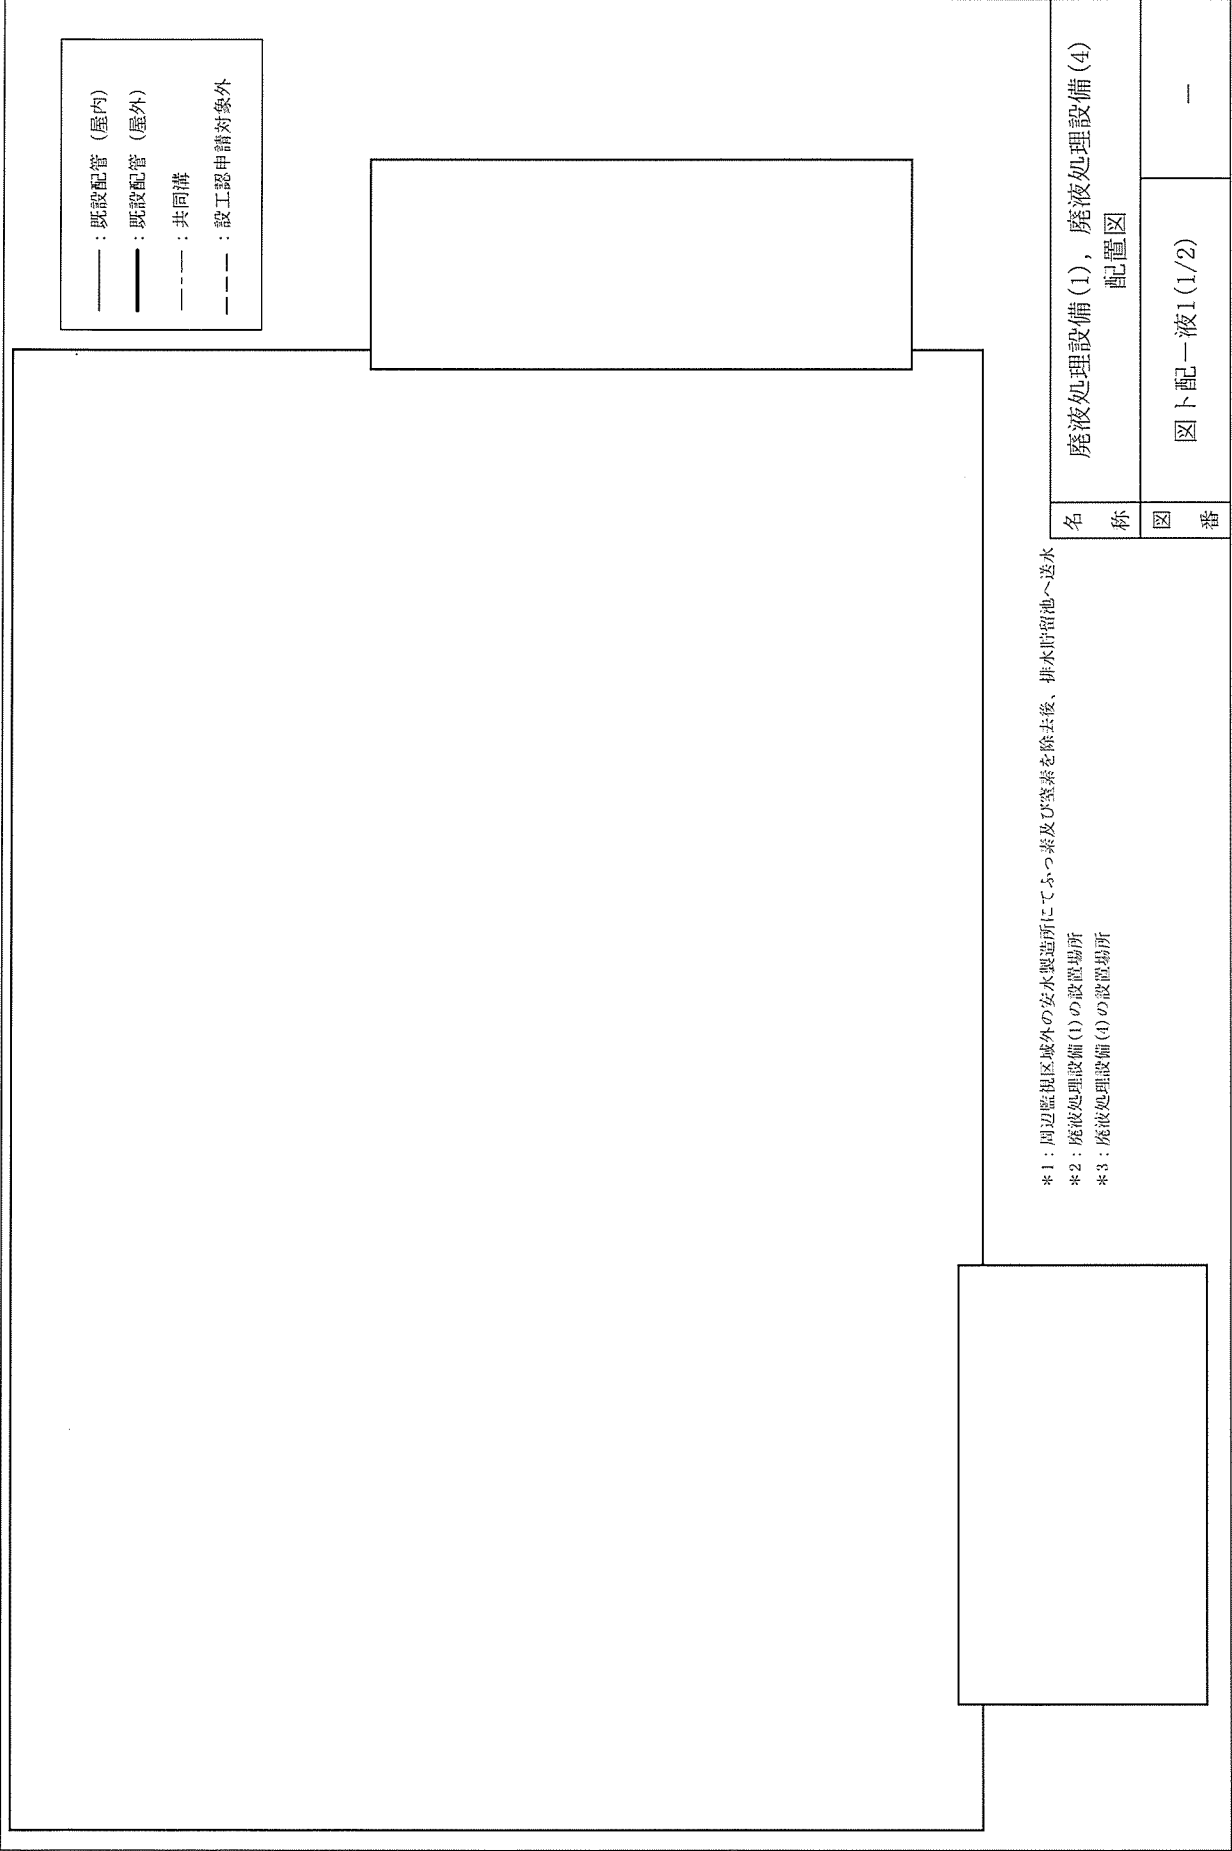 ───：既設配管（屋内）
━━━：既設配管（屋外）
—-—：共同溝
---：設工認申請対象外
*1：周辺監視区域外の安水製造所にてふっ素及び窒素を除去後、排水貯留池へ送水
*2：廃液処理設備(1)の設置場所
*3：廃液処理設備(4)の設置場所
名称
廃液処理設備(1)，廃液処理設備(4)
配置図
図番
図ト配－液1(1/2)
－